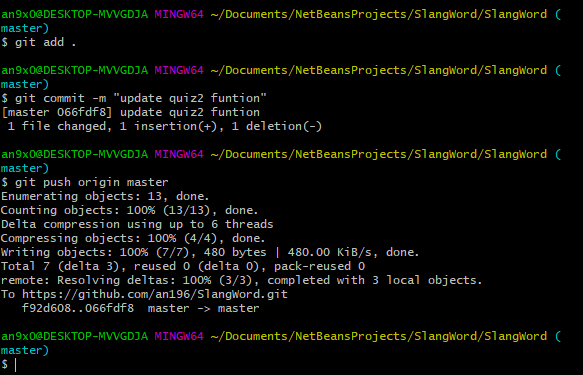 an9x0@DESKTOP-MVVGDJA MINGW64 ~/Documents/NetBeansProjects/SlangWord/SlangWord (
master)
$ git add .
an9x0@DESKTOP-MVVGDJA MINGW64 ~/Documents/NetBeansProjects/SlangWord/SlangWord (
master)
$ git commit -m "update quiz2 funtion"
[master 066fdf8] update quiz2 funtion
 1 file changed, 1 insertion(+), 1 deletion(-)
an9x0@DESKTOP-MVVGDJA MINGW64 ~/Documents/NetBeansProjects/SlangWord/SlangWord (
master)
$ git push origin master
Enumerating objects: 13, done.
Counting objects: 100% (13/13), done.
Delta compression using up to 6 threads
Compressing objects: 100% (4/4), done.
Writing objects: 100% (7/7), 480 bytes | 480.00 KiB/s, done.
Total 7 (delta 3), reused 0 (delta 0), pack-reused 0
remote: Resolving deltas: 100% (3/3), completed with 3 local objects.
To https://github.com/an196/SlangWord.git
   f92d608..066fdf8  master -> master
an9x0@DESKTOP-MVVGDJA MINGW64 ~/Documents/NetBeansProjects/SlangWord/SlangWord (
master)
$